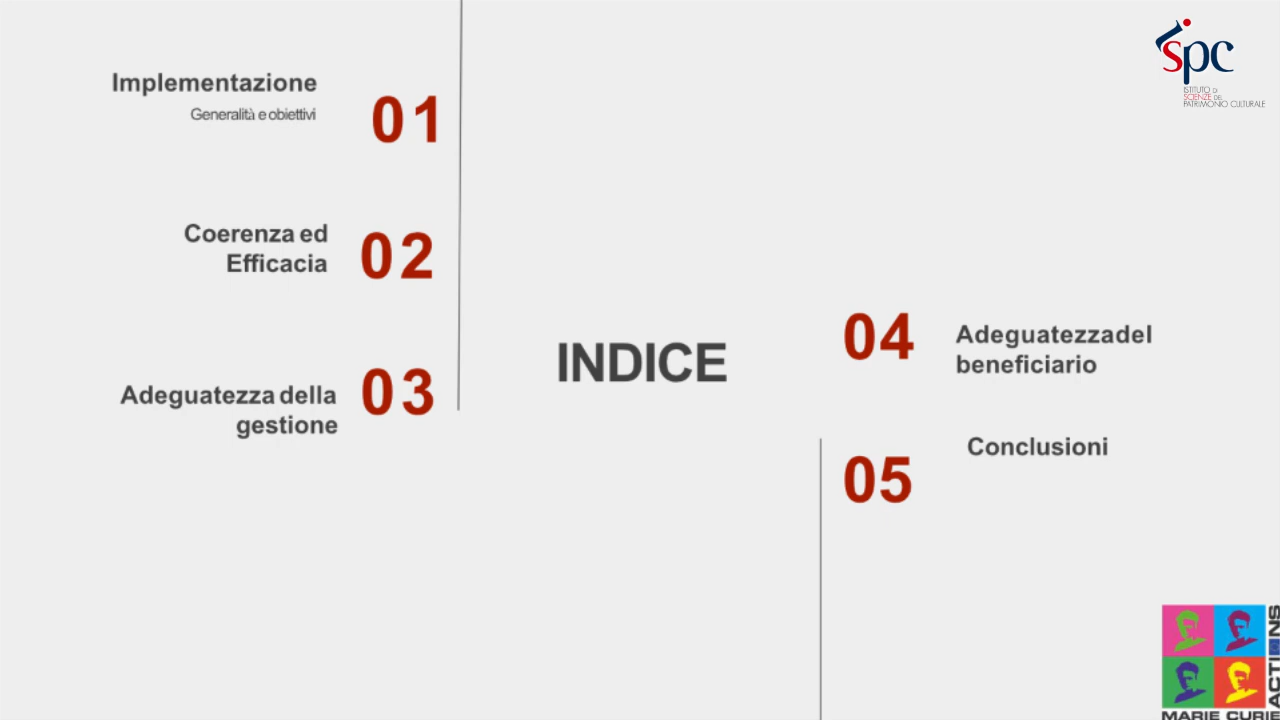 Implementazione
Generalità e obiettivi
01
Coerenza ed
Efficacia
02
Adeguatezza della
gestione
03
INDICE
04
Adeguatezzadel
beneficiario
Conclusioni
05
ispc
ISTITUTO DI
SCIENZE DEL
PATRIMONIO CULTURALE
MARIE CURIE
ACTIONS